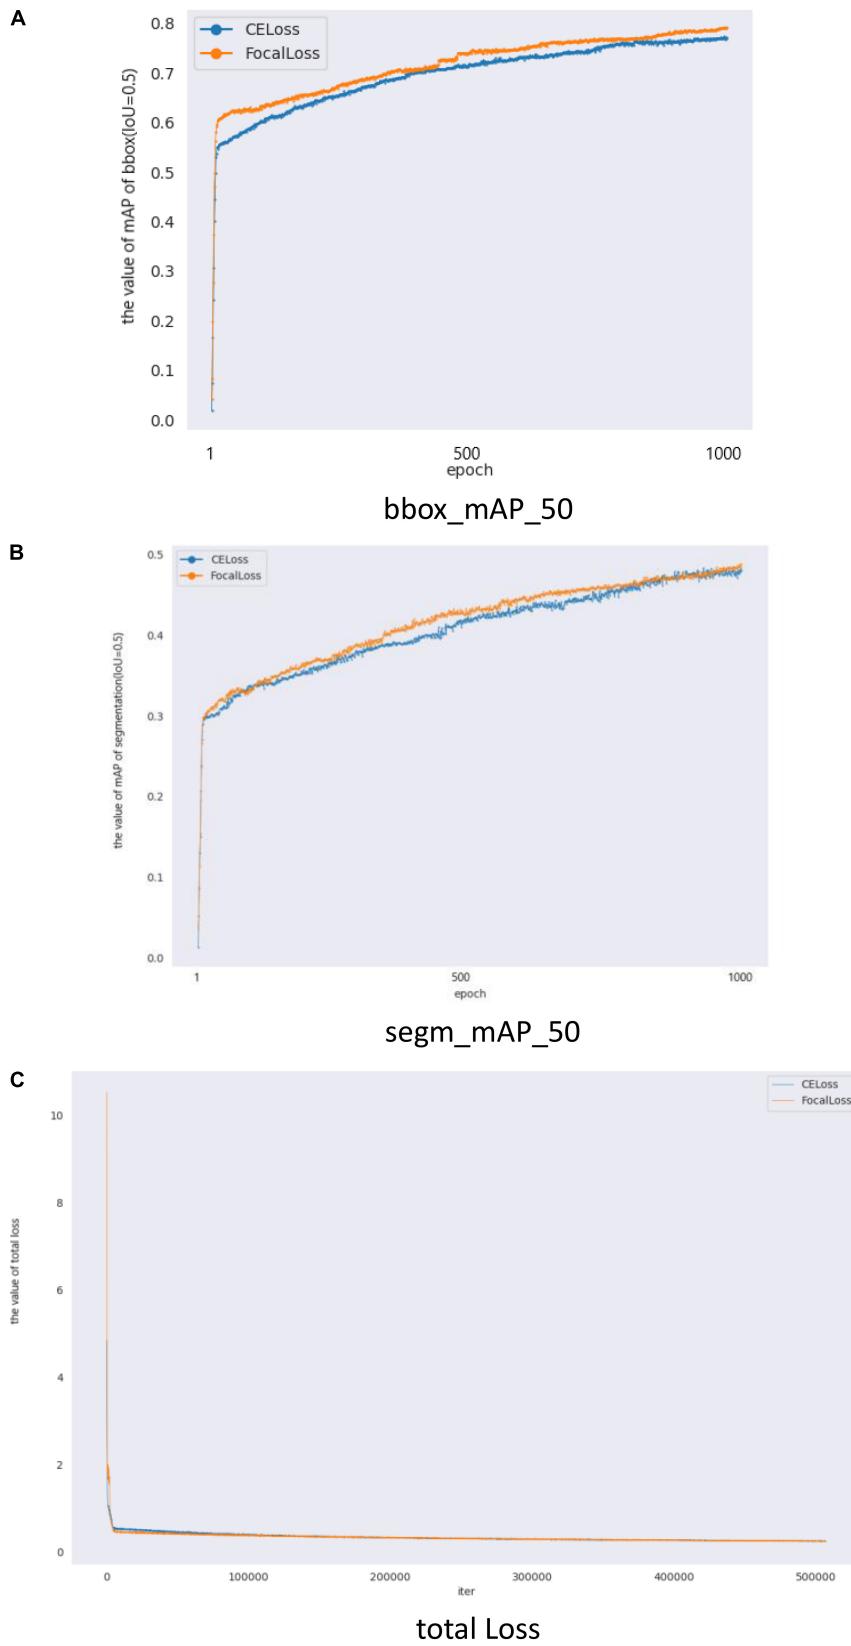 A
CELoss
FocalLoss
the value of mAP of bbox(IoU=0.5)
0.8
0.7
0.6
0.5
0.4
0.3
0.2
0.1
0.0
1 500 1000
epoch
bbox_mAP_50
B
CELoss
FocalLoss
the value of mAP of segmentation(IoU=0.5)
0.5
0.4
0.3
0.2
0.1
0.0
1 500 1000
epoch
segm_mAP_50
C
CELoss
FocalLoss
the value of total loss
10
8
6
4
2
0
0 100000 200000 300000 400000 500000
iter
total Loss